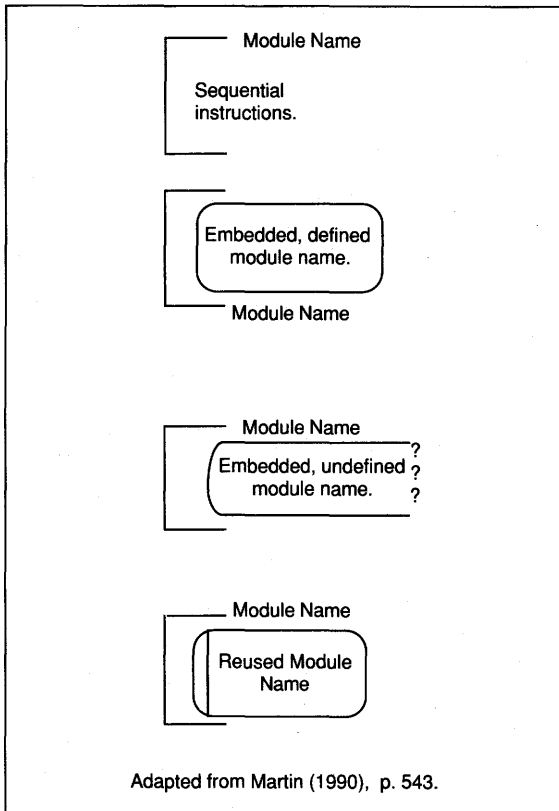 Module Name
Sequential
instructions.
Embedded, defined
module name.
Module Name
Module Name
Embedded, undefined
module name.
?
?
?
Module Name
Reused Module
Name
Adapted from Martin (1990), p. 543.